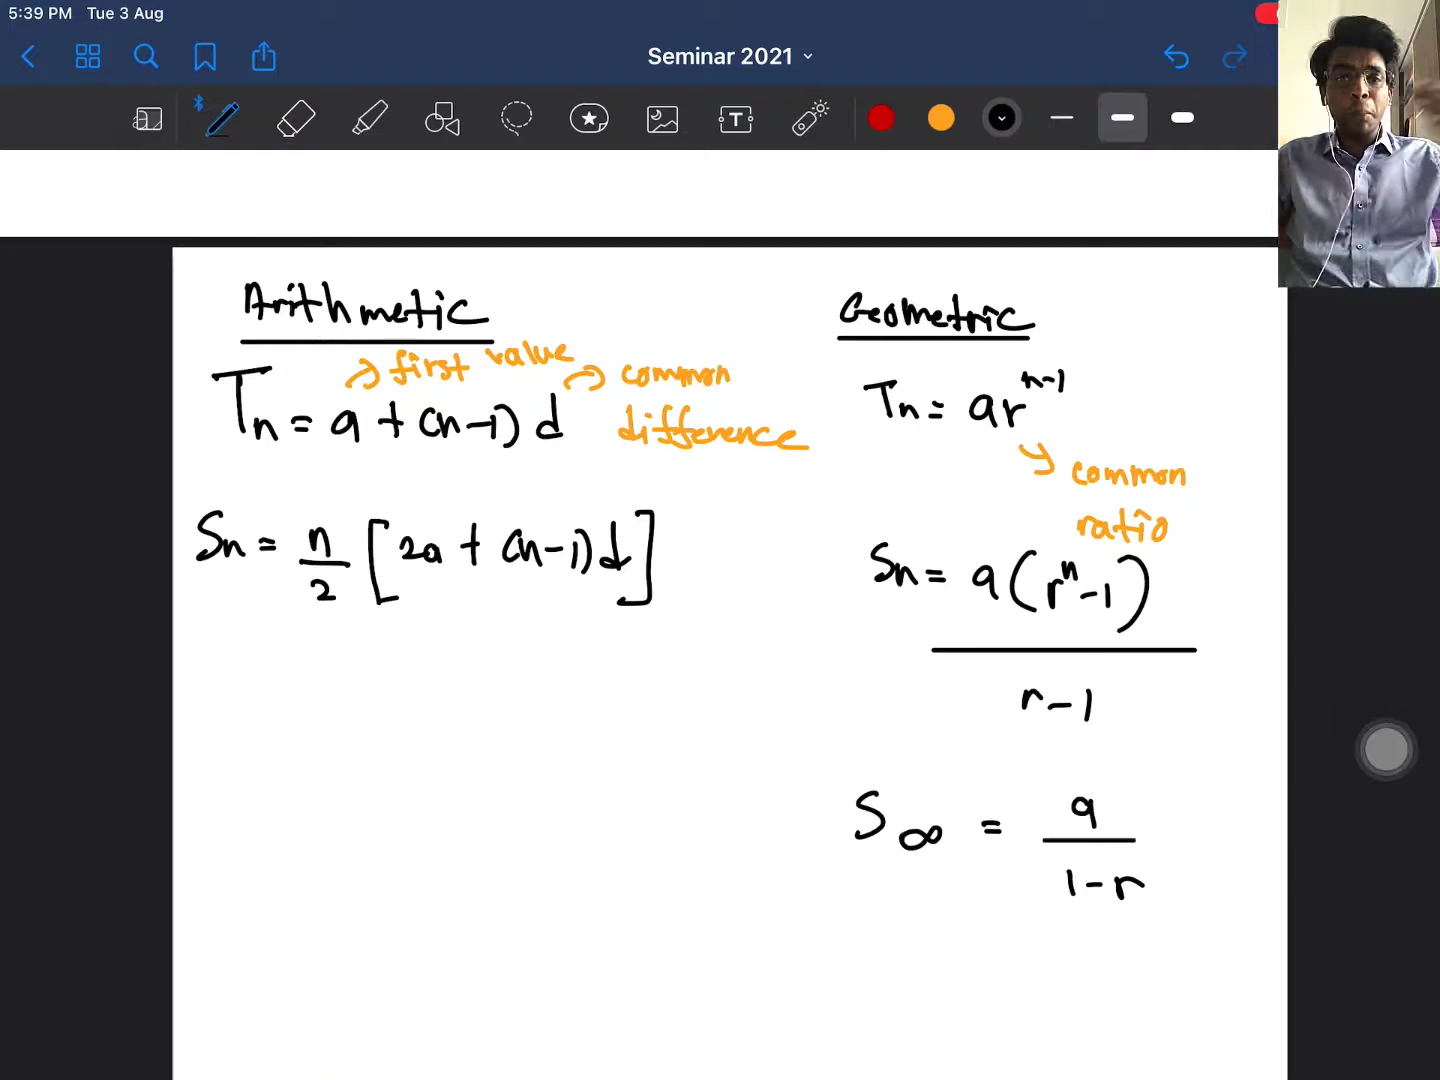 5:39 PM Tue 3 Aug
Seminar 2021
T
Arithmetic
first value
common
difference
Tn = a + (n-1) d
Sn = n/2 [2a + (n-1)d]
Geometric
Tn = ar^(n-1)
common
ratio
Sn = a(r^n - 1)
r - 1
S∞ = a
1 - r